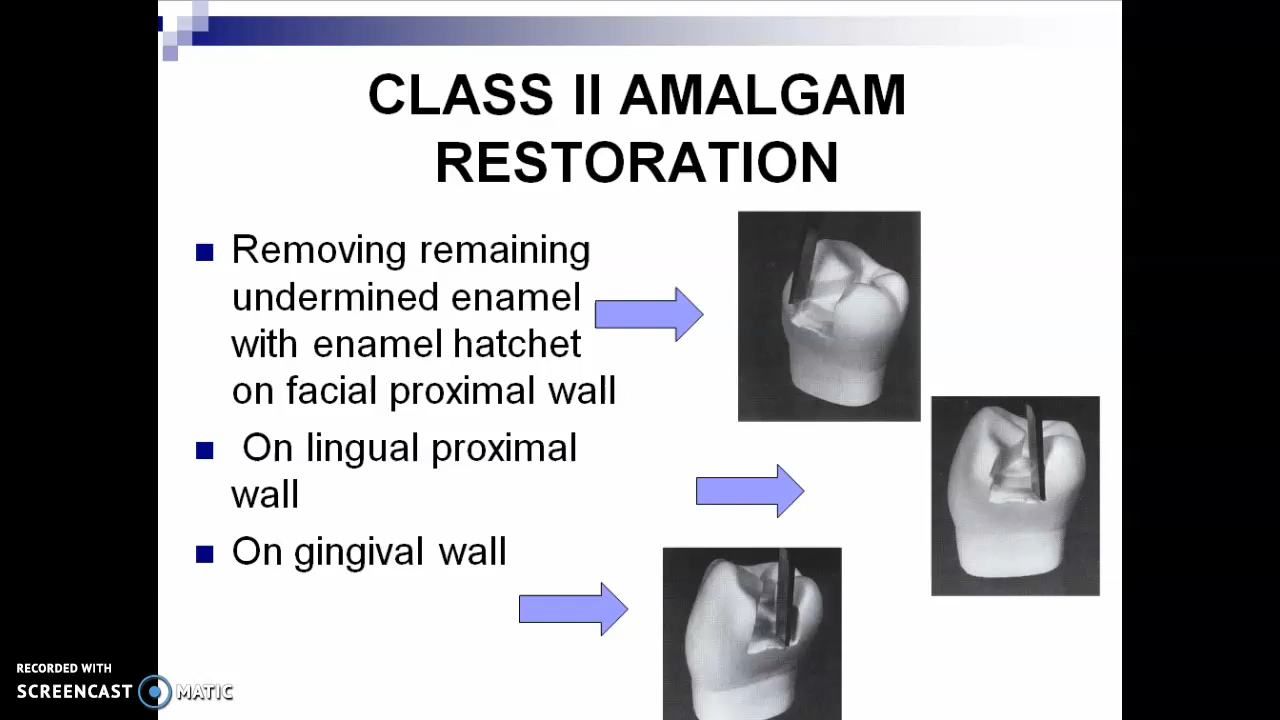 CLASS II AMALGAM
RESTORATION
Removing remaining
undermined enamel
with enamel hatchet
on facial proximal wall
On lingual proximal
wall
On gingival wall
RECORDED WITH
SCREENCAST MATIC